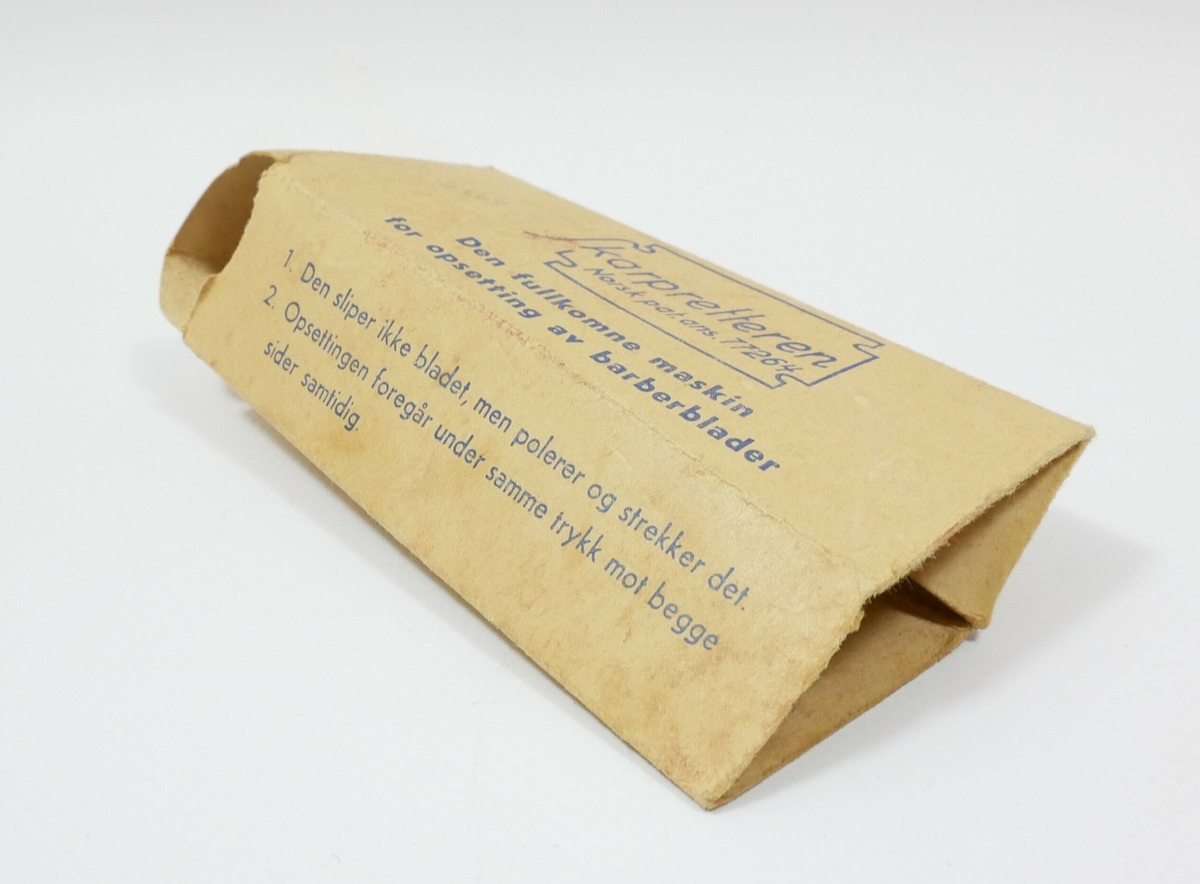 Skarpretteren
Norsk pat. ans. 77264
Den fullkomne maskin
for opsetting av barberblader
1. Den sliper ikke bladet, men polerer og strekker det.
2. Opsettingen foregår under samme trykk mot begge
sider samtidig.